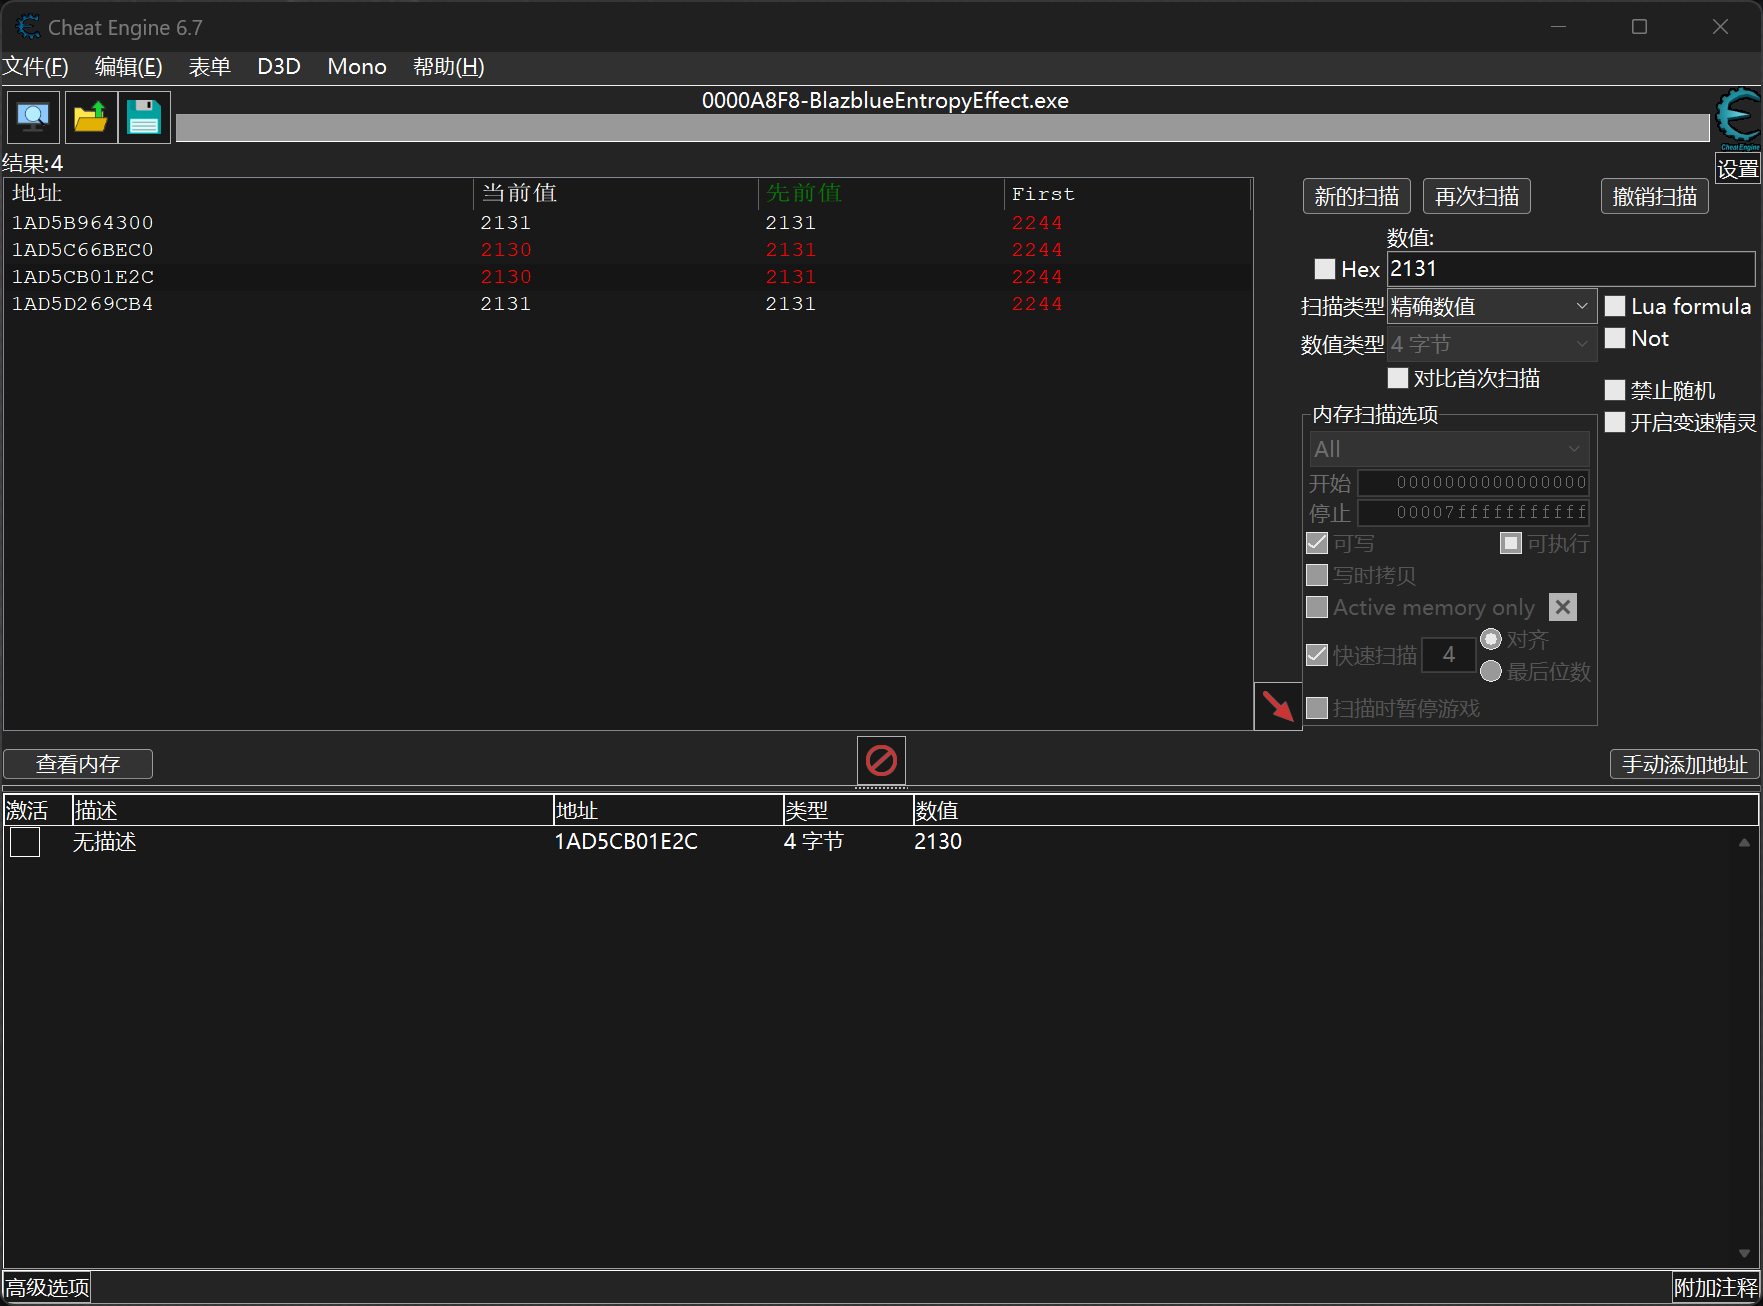 Cheat Engine 6.7
文件(F) 编辑(E) 表单 D3D Mono 帮助(H)
0000A8F8-BlazblueEntropyEffect.exe
Cheat Engine
结果:4
设置
地址 当前值 先前值 First
1AD5B964300 2131 2131 2244
1AD5C66BEC0 2130 2131 2244
1AD5CB01E2C 2130 2131 2244
1AD5D269CB4 2131 2131 2244
新的扫描 再次扫描 撤销扫描
数值:
Hex 2131
扫描类型 精确数值 Lua formula
数值类型 4 字节 Not
对比首次扫描
禁止随机
开启变速精灵
内存扫描选项
All
开始 0000000000000000
停止 00007fffffffffff
可写 可执行
写时拷贝
Active memory only
快速扫描 4 对齐
最后位数
扫描时暂停游戏
查看内存 手动添加地址
激活 描述 地址 类型 数值
无描述 1AD5CB01E2C 4 字节 2130
高级选项 附加注释